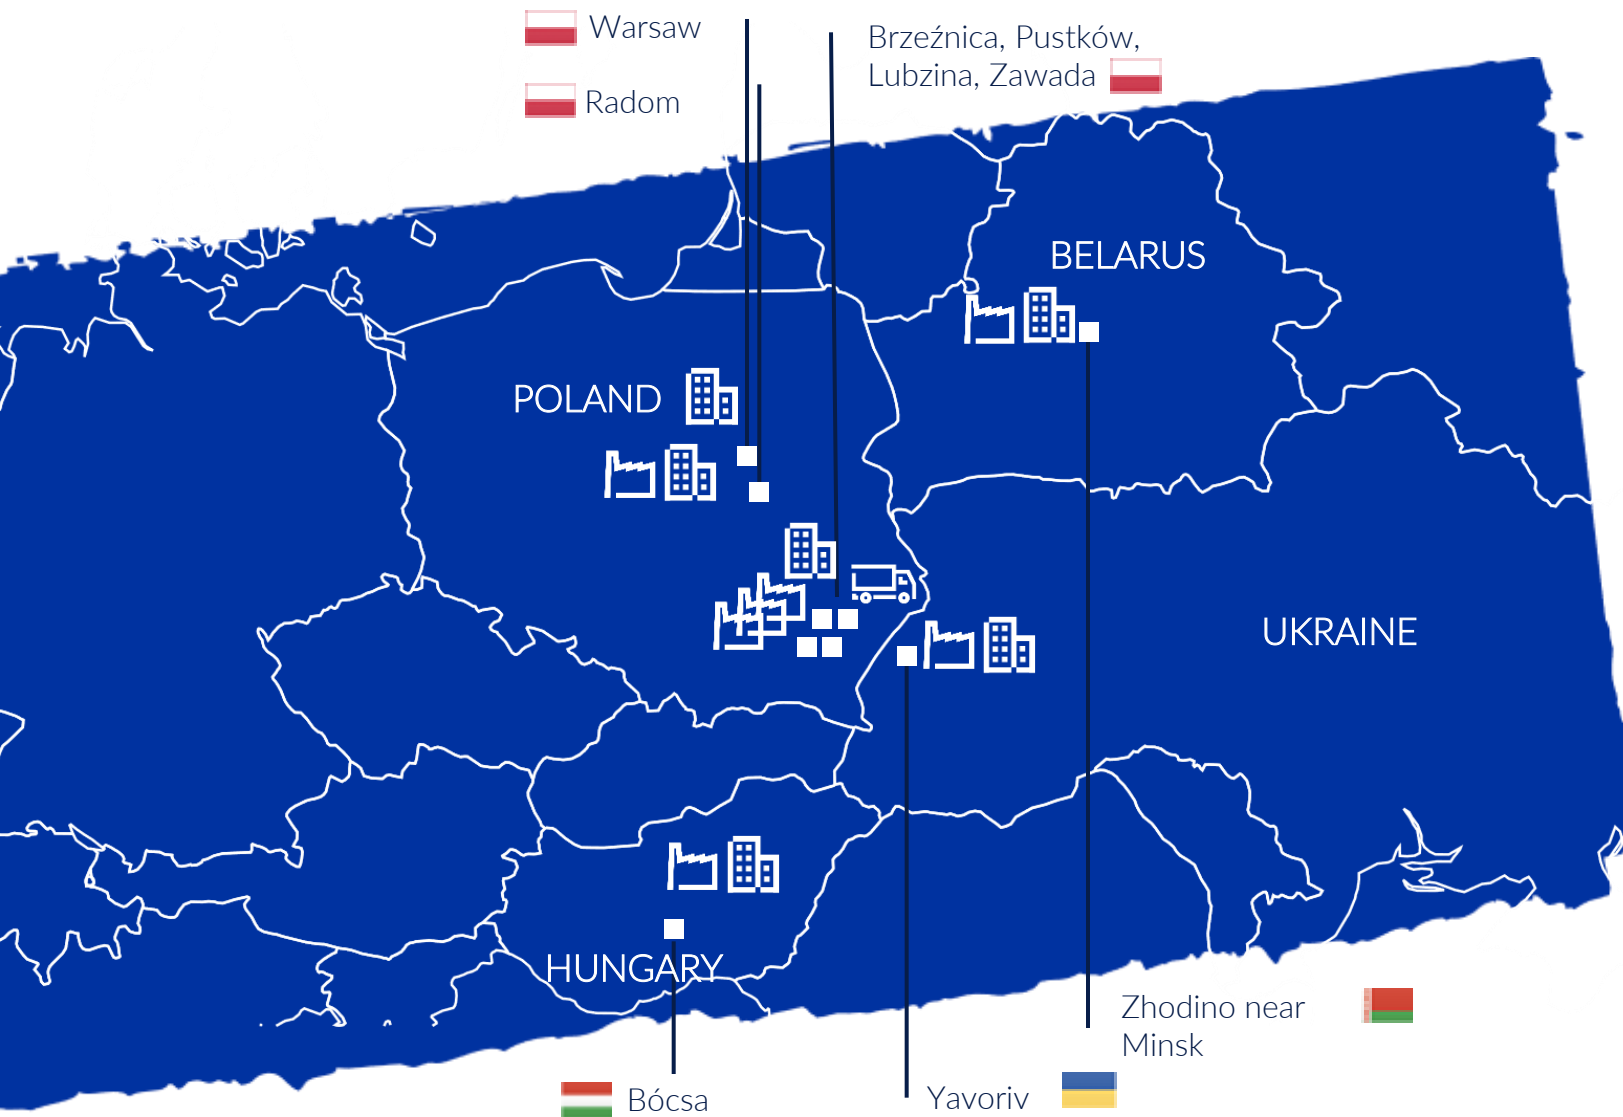 Warsaw
Radom
Brzeźnica, Pustków,
Lubzina, Zawada
BELARUS
POLAND
UKRAINE
HUNGARY
Zhodino near
Minsk
Bócsa
Yavoriv